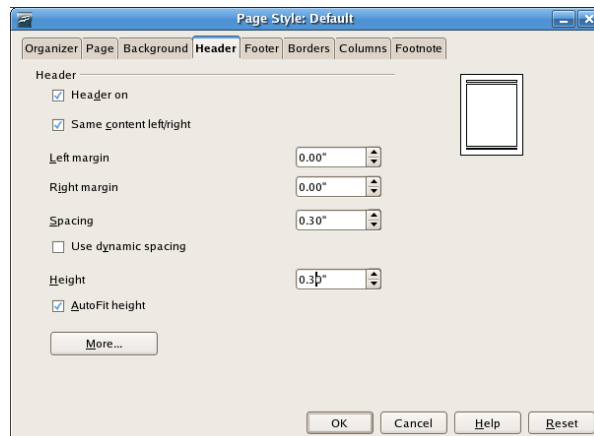 Page Style: Default
Organizer Page Background Header Footer Borders Columns Footnote
Header
Header on
Same content left/right
Left margin 0.00"
Right margin 0.00"
Spacing 0.30"
Use dynamic spacing
Height 0.30"
AutoFit height
More...
OK Cancel Help Reset